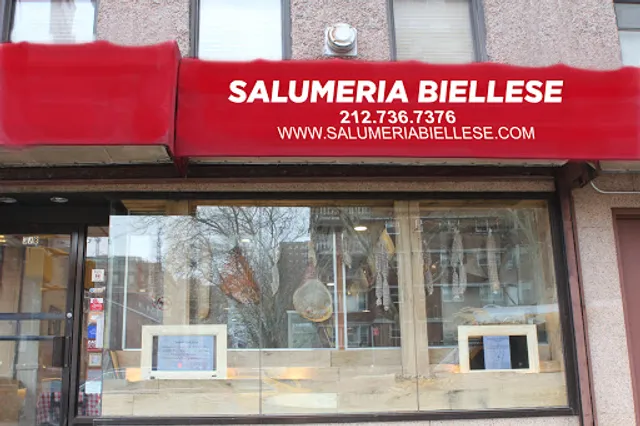 SALUMERIA BIELLESE
212.736.7376
WWW.SALUMERIABIELLESE.COM